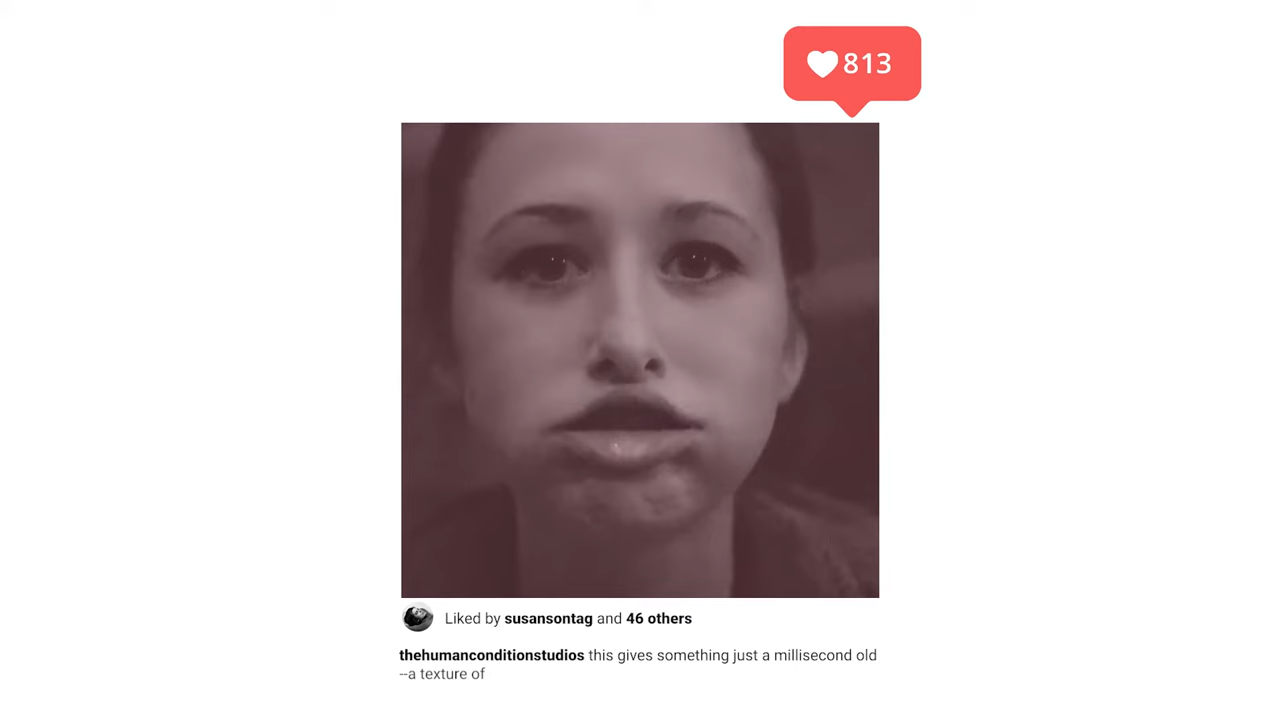 813
Liked by susansontag and 46 others
thehumanconditionstudios this gives something just a millisecond old
--a texture of